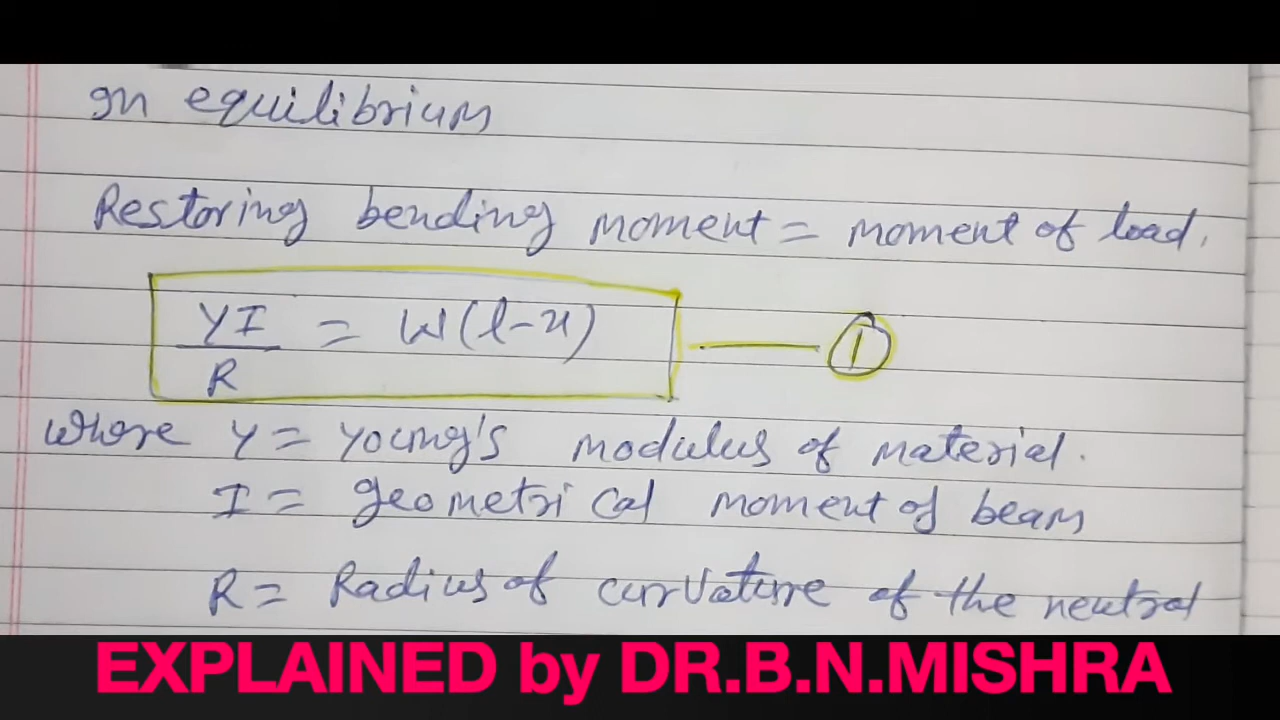 In equilibrium
Restoring bending moment = moment of load.
YI/R = W(l-x) —— 1
where Y = Young's modulus of material.
I = geometrical moment of beam
R = Radius of curvature of the neutral
EXPLAINED by DR.B.N.MISHRA